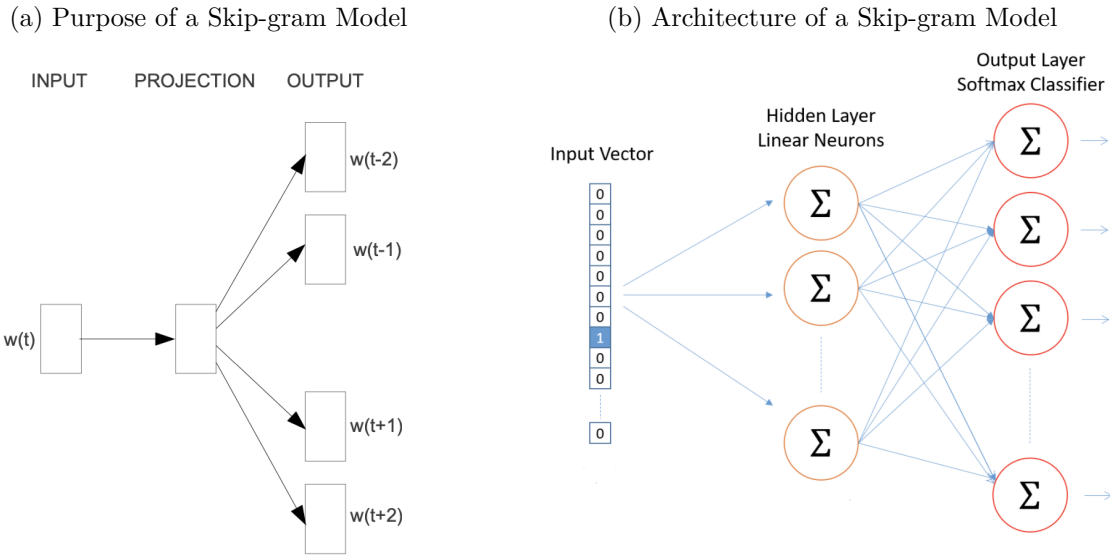 (a) Purpose of a Skip-gram Model
INPUT PROJECTION OUTPUT
w(t-2)
w(t-1)
w(t)
w(t+1)
w(t+2)
(b) Architecture of a Skip-gram Model
Output Layer
Softmax Classifier
Hidden Layer
Linear Neurons
Input Vector
0
0
0
0
0
0
0
1
0
0
0
Σ
Σ
Σ
Σ
Σ
Σ
Σ